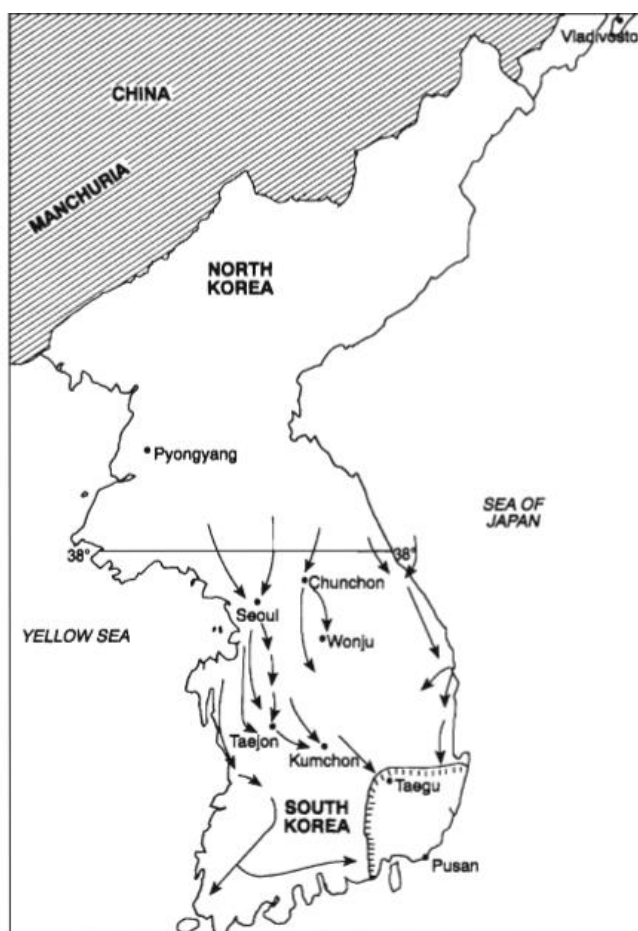 Vladivosto
CHINA
MANCHURIA
NORTH
KOREA
Pyongyang
SEA OF
JAPAN
38°
38°
Chunchon
Seoul
YELLOW SEA
Wonju
Taejon
Kumchon
Taegu
SOUTH
KOREA
Pusan